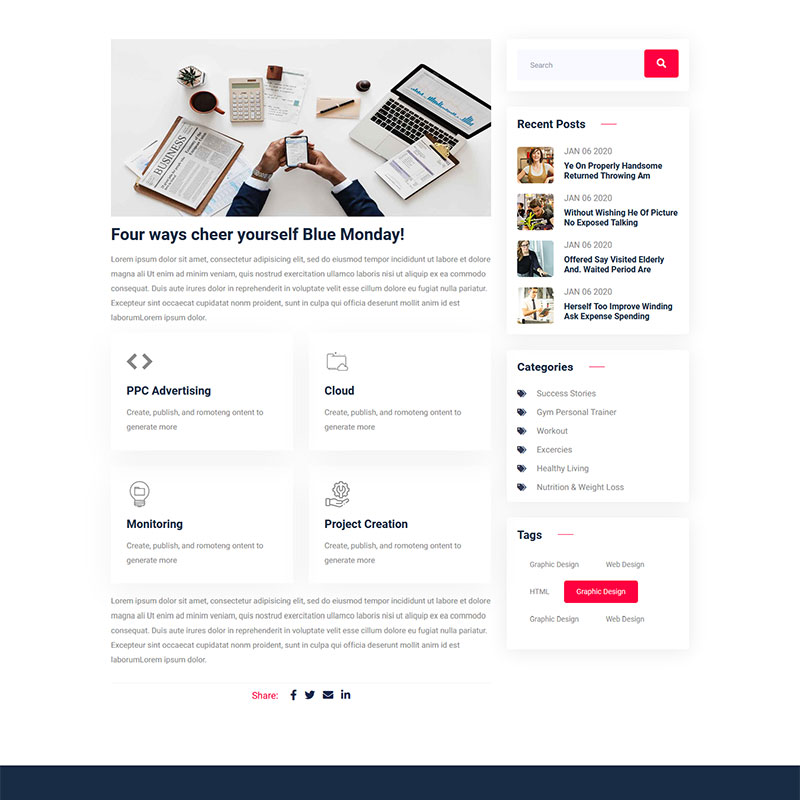 BUSINESS
Four ways cheer yourself Blue Monday!
Lorem ipsum dolor sit amet, consectetur adipisicing elit, sed do eiusmod tempor incididunt ut labore et dolore
magna ali Ut enim ad minim veniam, quis nostrud exercitation ullamco laboris nisi ut aliquip ex ea commodo
consequat. Duis aute irures dolor in reprehenderit in voluptate velit esse cillum dolore eu fugiat nulla pariatur.
Excepteur sint occaecat cupidatat nonm proident, sunt in culpa qui officia deserunt mollit anim id est
laborumLorem ipsum dolor.
PPC Advertising
Create, publish, and romoteng ontent to
generate more
Cloud
Create, publish, and romoteng ontent to
generate more
Monitoring
Create, publish, and romoteng ontent to
generate more
Project Creation
Create, publish, and romoteng ontent to
generate more
Lorem ipsum dolor sit amet, consectetur adipisicing elit, sed do eiusmod tempor incididunt ut labore et dolore
magna ali Ut enim ad minim veniam, quis nostrud exercitation ullamco laboris nisi ut aliquip ex ea commodo
consequat. Duis aute irures dolor in reprehenderit in voluptate velit esse cillum dolore eu fugiat nulla pariatur.
Excepteur sint occaecat cupidatat nonm proident, sunt in culpa qui officia deserunt mollit anim id est
laborumLorem ipsum dolor.
Share:
Search
Recent Posts
JAN 06 2020
Ye On Properly Handsome
Returned Throwing Am
JAN 06 2020
Without Wishing He Of Picture
No Exposed Talking
JAN 06 2020
Offered Say Visited Elderly
And. Waited Period Are
JAN 06 2020
Herself Too Improve Winding
Ask Expense Spending
Categories
Success Stories
Gym Personal Trainer
Workout
Excercies
Healthy Living
Nutrition & Weight Loss
Tags
Graphic Design Web Design
HTML Graphic Design
Graphic Design Web Design